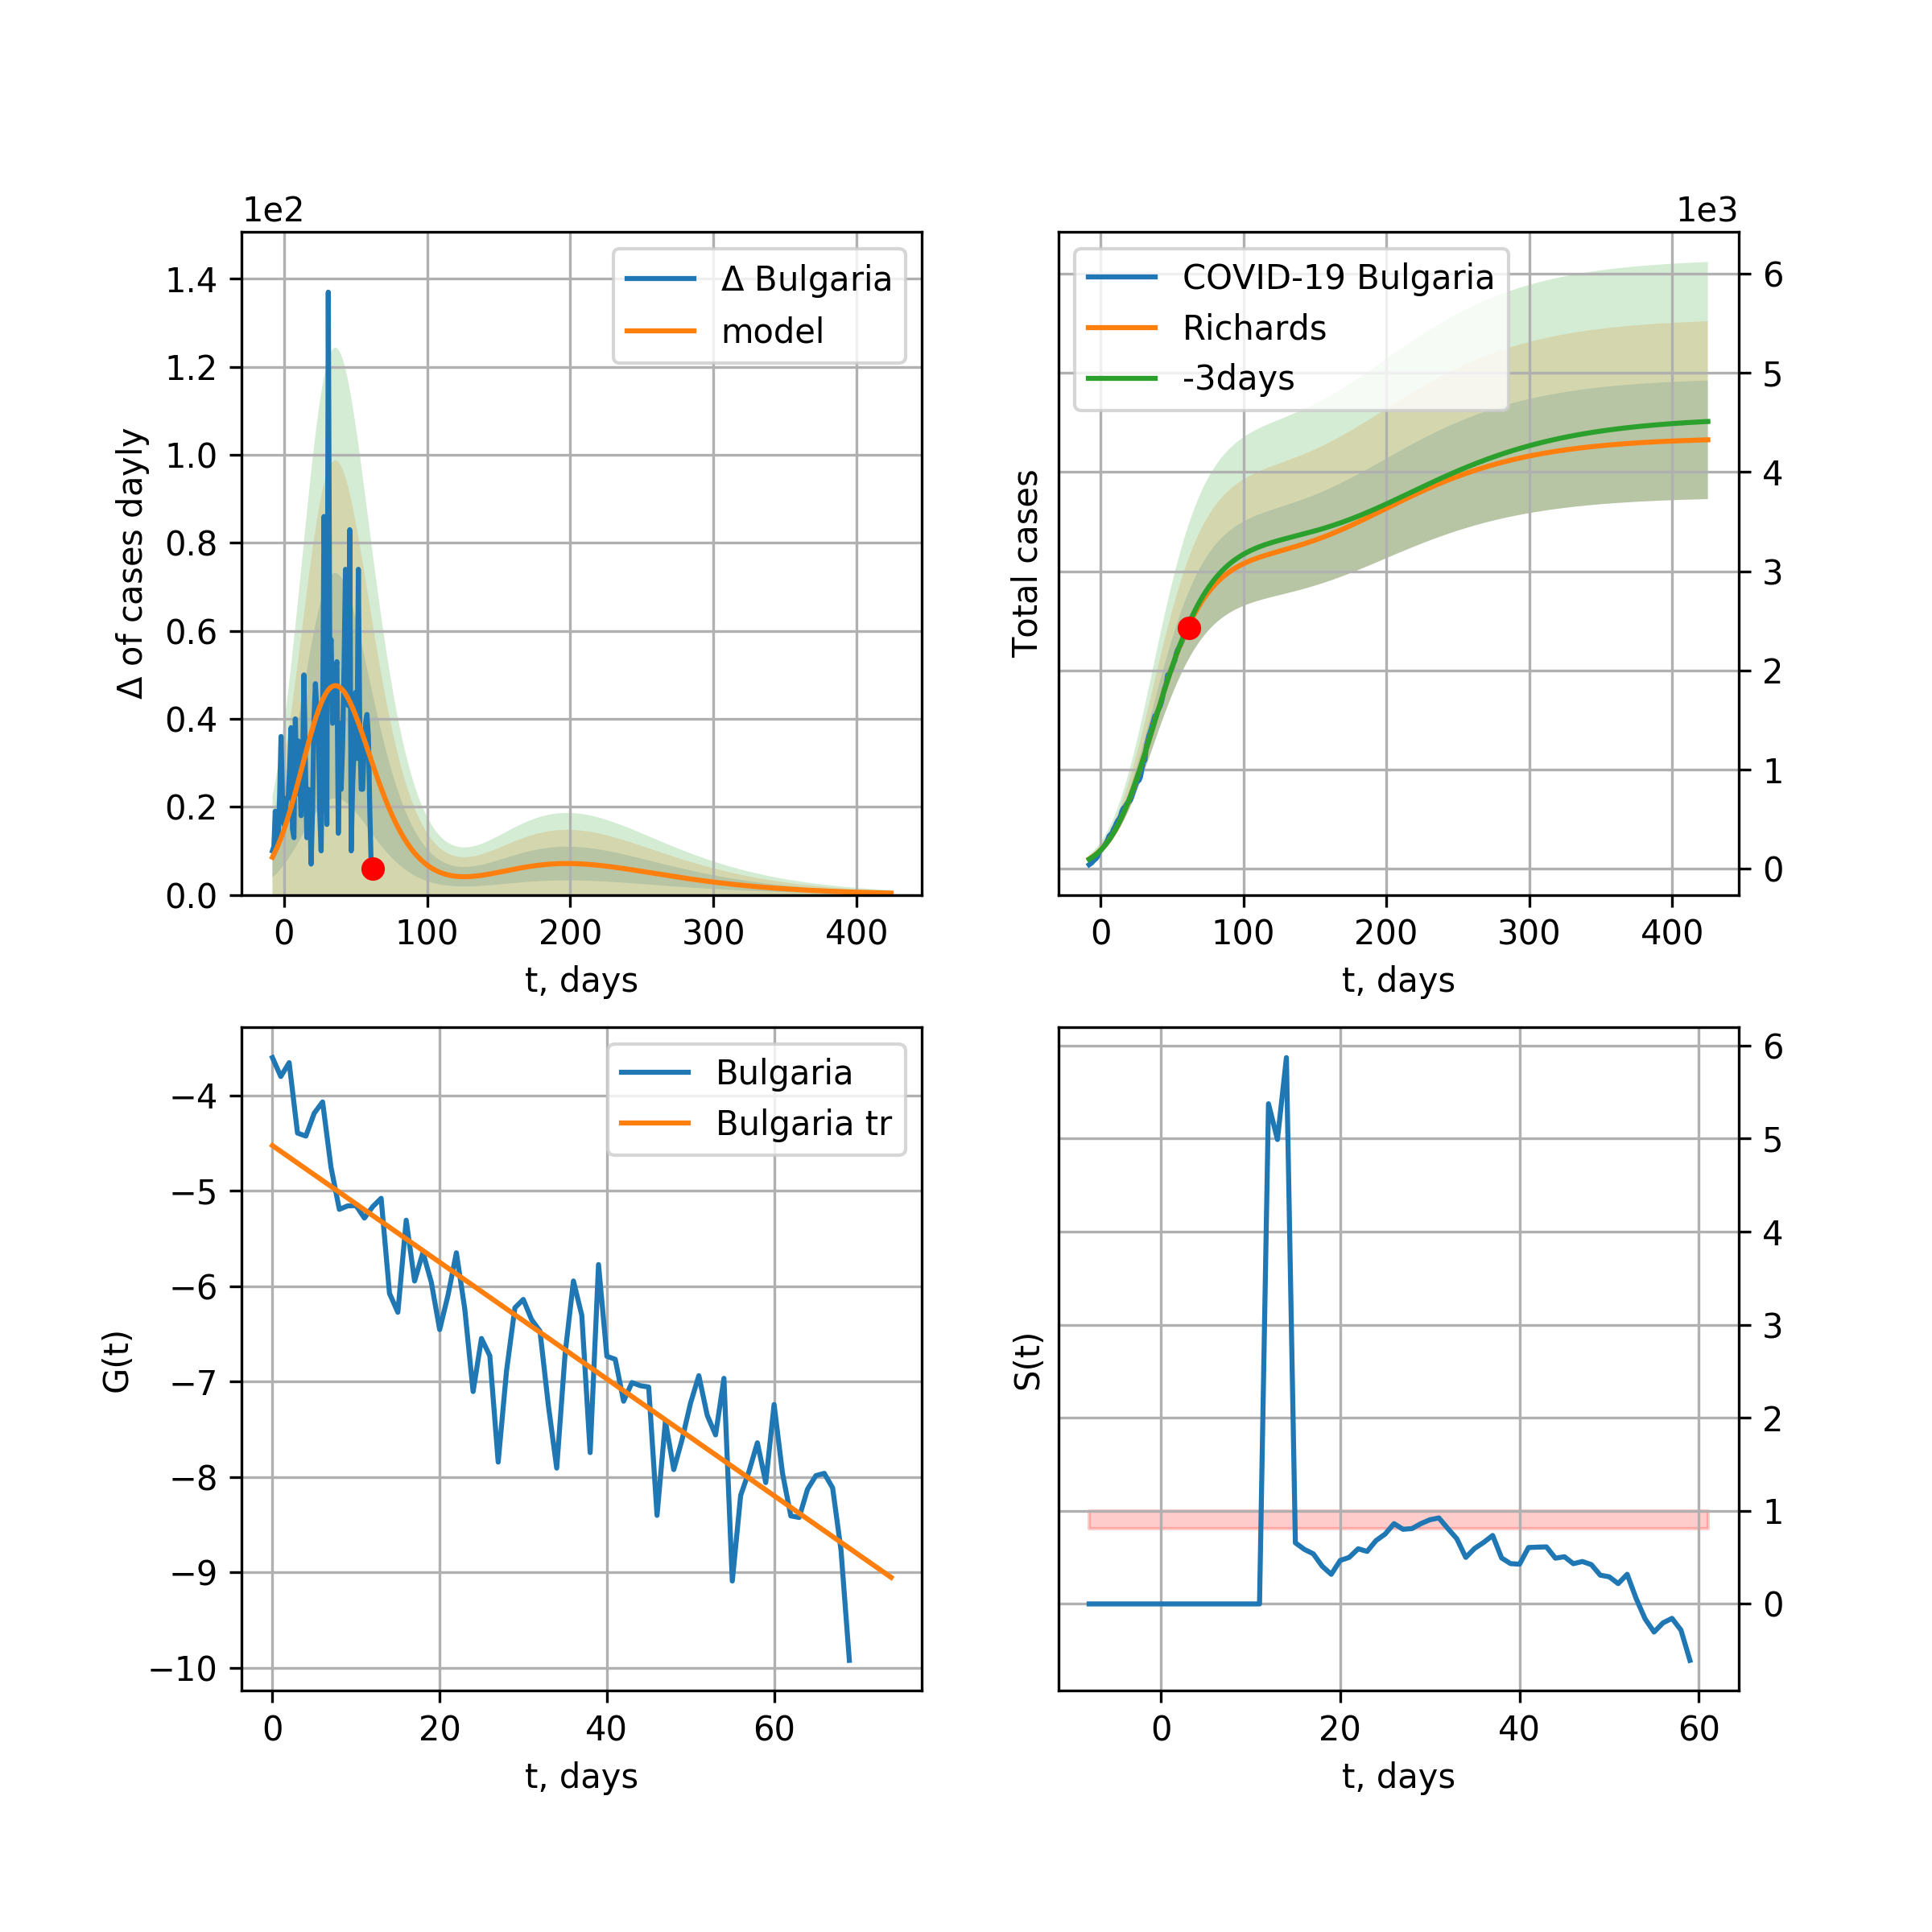 1e2
1.4
1.2
1.0
0.8
0.6
0.4
0.2
0.0
Δ of cases dayly
Δ Bulgaria
model
0 100 200 300 400
t, days
1e3
COVID-19 Bulgaria
Richards
-3days
Total cases
6
5
4
3
2
1
0
0 100 200 300 400
t, days
−4
−5
−6
−7
−8
−9
−10
G(t)
Bulgaria
Bulgaria tr
0 20 40 60
t, days
S(t)
6
5
4
3
2
1
0
0 20 40 60
t, days